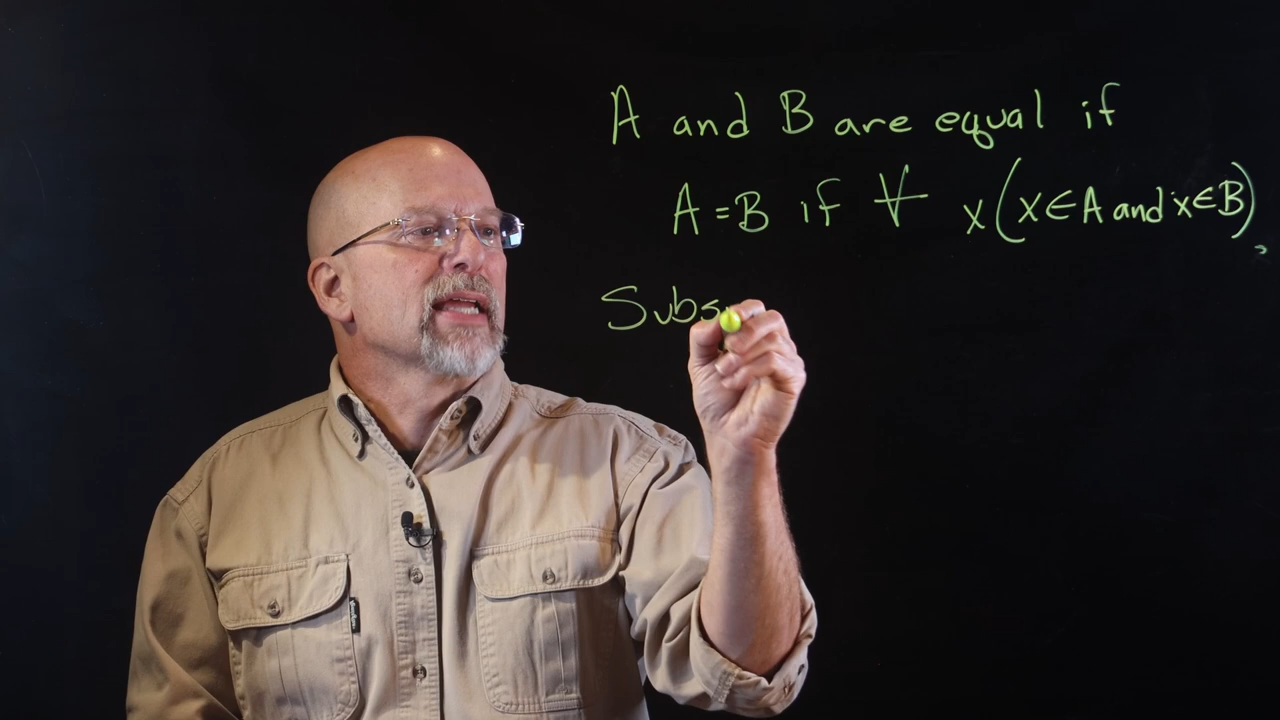 A and B are equal if
A = B if ∀ x (x ∈ A and x ∈ B)
Subs